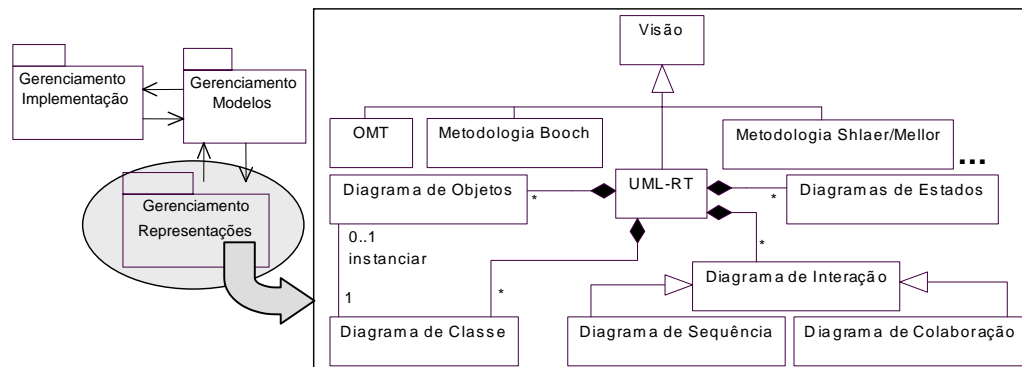 Gerenciamento
Implementação
Gerenciamento
Modelos
Gerenciamento
Representações
Visão
OMT
Metodologia Booch
Metodologia Shlaer/Mellor
...
Diagrama de Objetos
*
UML-RT
*
Diagramas de Estados
0..1
instanciar
*
Diagrama de Interação
1
*
Diagrama de Classe
Diagrama de Sequência
Diagrama de Colaboração